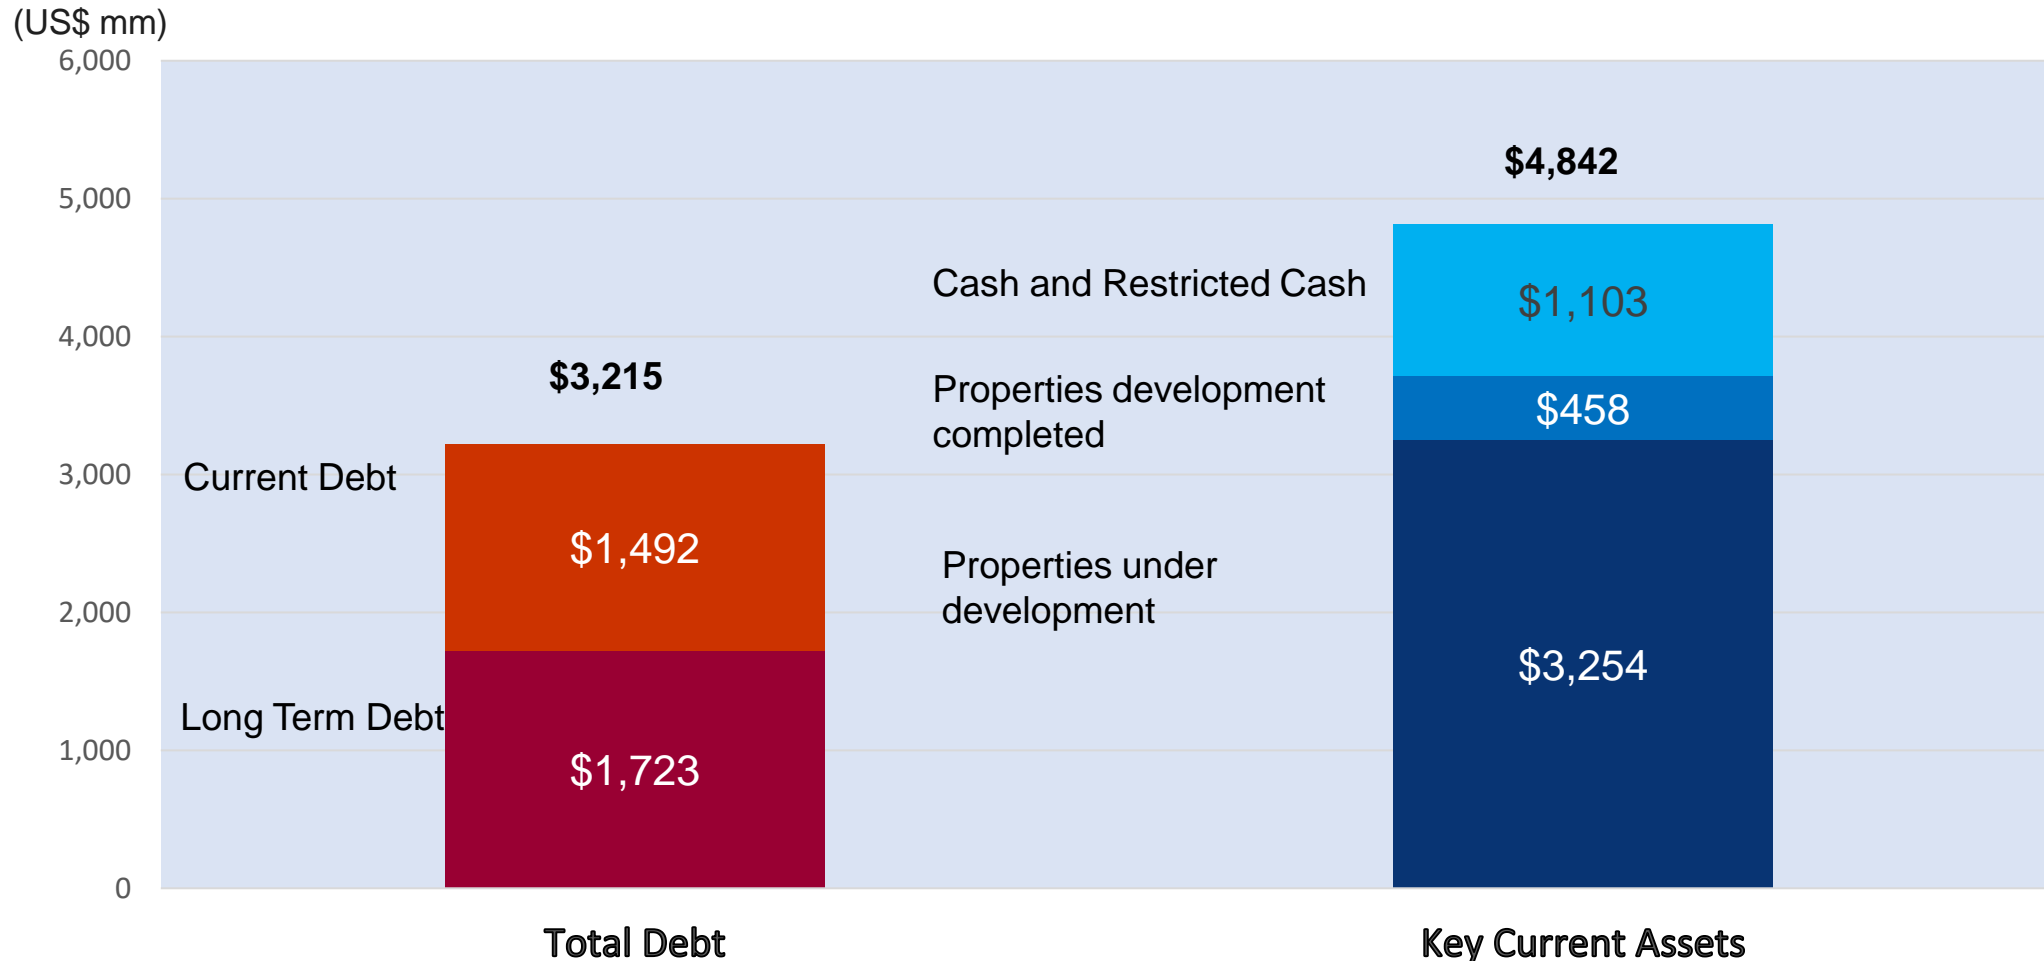 (US$ mm)
6,000
5,000
4,000
3,000
2,000
1,000
0
$3,215
Current Debt
$1,492
Long Term Debt
$1,723
Total Debt
$4,842
Cash and Restricted Cash
$1,103
Properties development
completed
$458
Properties under
development
$3,254
Key Current Assets